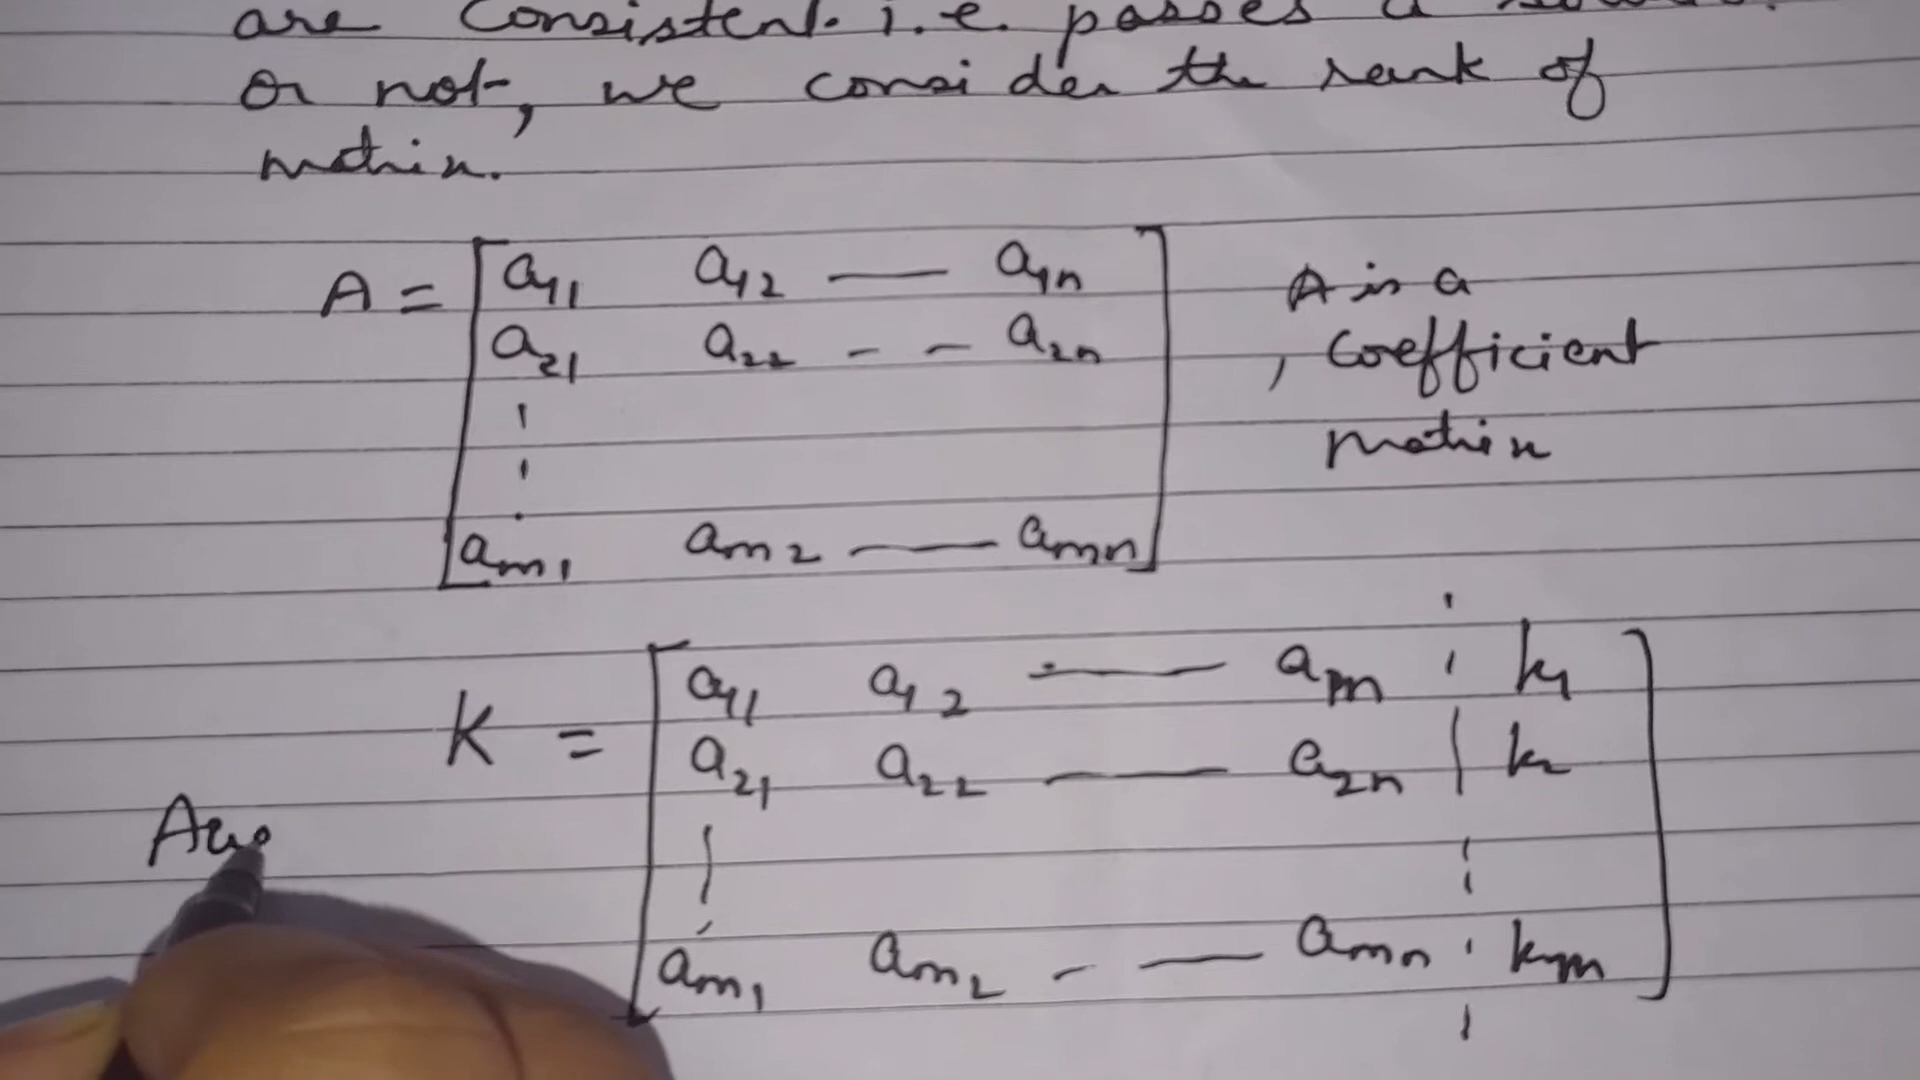 are consistent i.e. posses a
or not, we consider the rank of
matrix.
A = [ a11 a12 — a1n
a21 a22 - - a2n
am1 am2 — amn ]
A is a
, coefficient
matrix
K = [ a11 a12 — a1n : k1
a21 a22 — a2n | k2
am1 am2 - — amn : km ]
Au